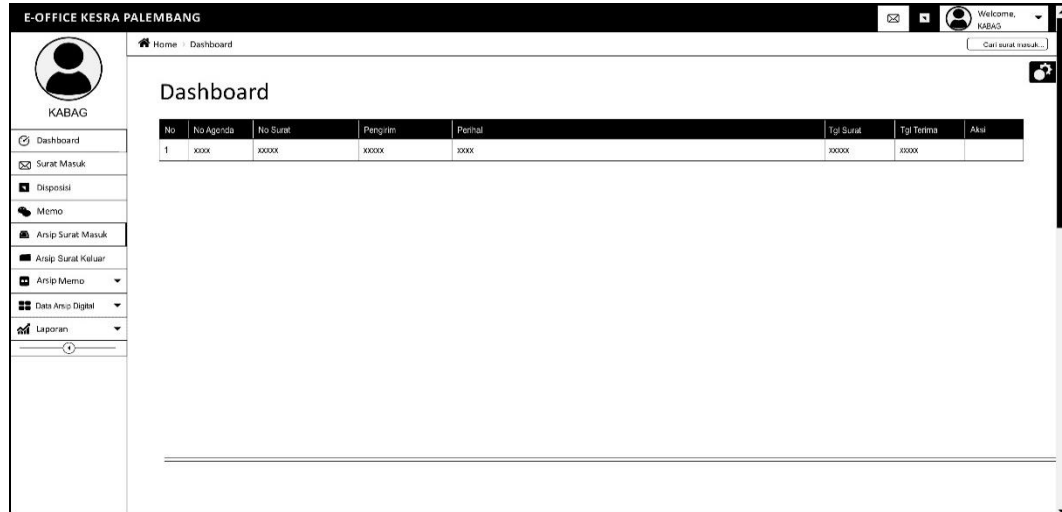 E-OFFICE KESRA PALEMBANG
Welcome,
KABAG
Home Dashboard
Cari surat masuk...
KABAG
Dashboard
Surat Masuk
Disposisi
Memo
Arsip Surat Masuk
Arsip Surat Keluar
Arsip Memo
Data Arsip Digital
Laporan
Dashboard
No No Agenda No Surat Pengirim Perihal Tgl Surat Tgl Terima Aksi
1 xxxx xxxxx xxxxx xxxx xxxxx xxxxx